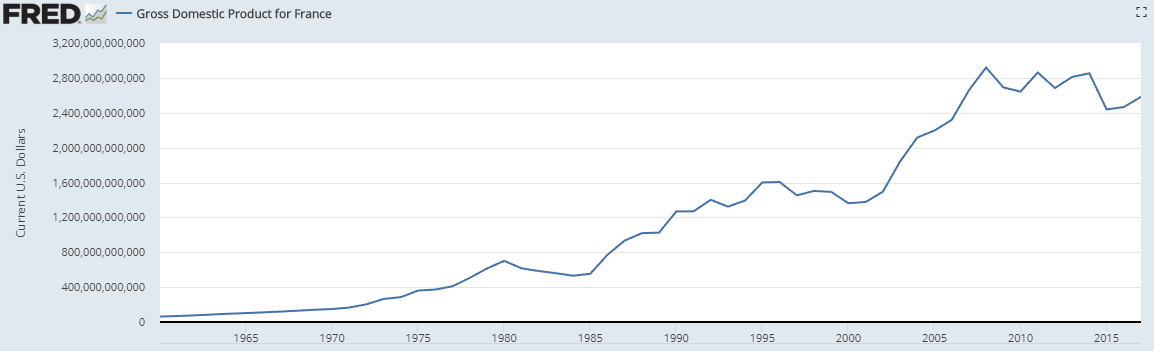 FRED
Gross Domestic Product for France
Current U.S. Dollars
3,200,000,000,000
2,800,000,000,000
2,400,000,000,000
2,000,000,000,000
1,600,000,000,000
1,200,000,000,000
800,000,000,000
400,000,000,000
0
1965 1970 1975 1980 1985 1990 1995 2000 2005 2010 2015